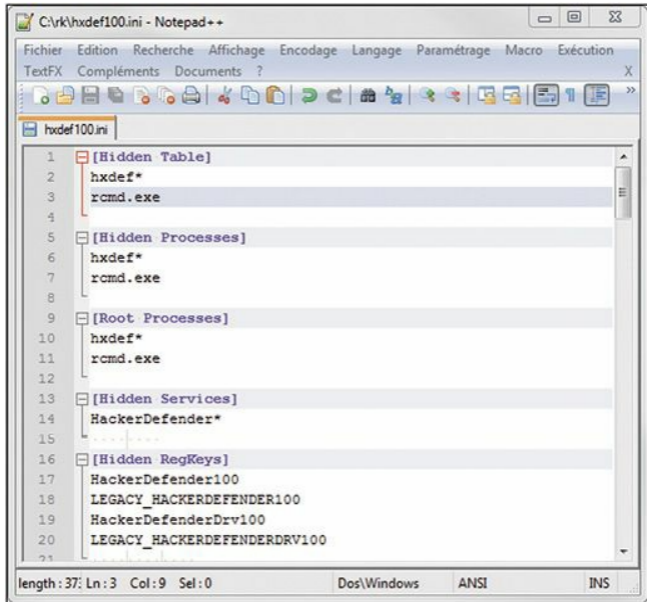 C:\rk\hxdef100.ini - Notepad++
Fichier Edition Recherche Affichage Encodage Langage Paramétrage Macro Exécution
TextFX Compléments Documents ? X
hxdef100.ini
1 [Hidden Table]
2 hxdef*
3 rcmd.exe
4
5 [Hidden Processes]
6 hxdef*
7 rcmd.exe
8
9 [Root Processes]
10 hxdef*
11 rcmd.exe
12
13 [Hidden Services]
14 HackerDefender*
15
16 [Hidden RegKeys]
17 HackerDefender100
18 LEGACY_HACKERDEFENDER100
19 HackerDefenderDrv100
20 LEGACY_HACKERDEFENDERDRV100
21
length : 37 Ln : 3 Col : 9 Sel : 0 Dos\Windows ANSI INS